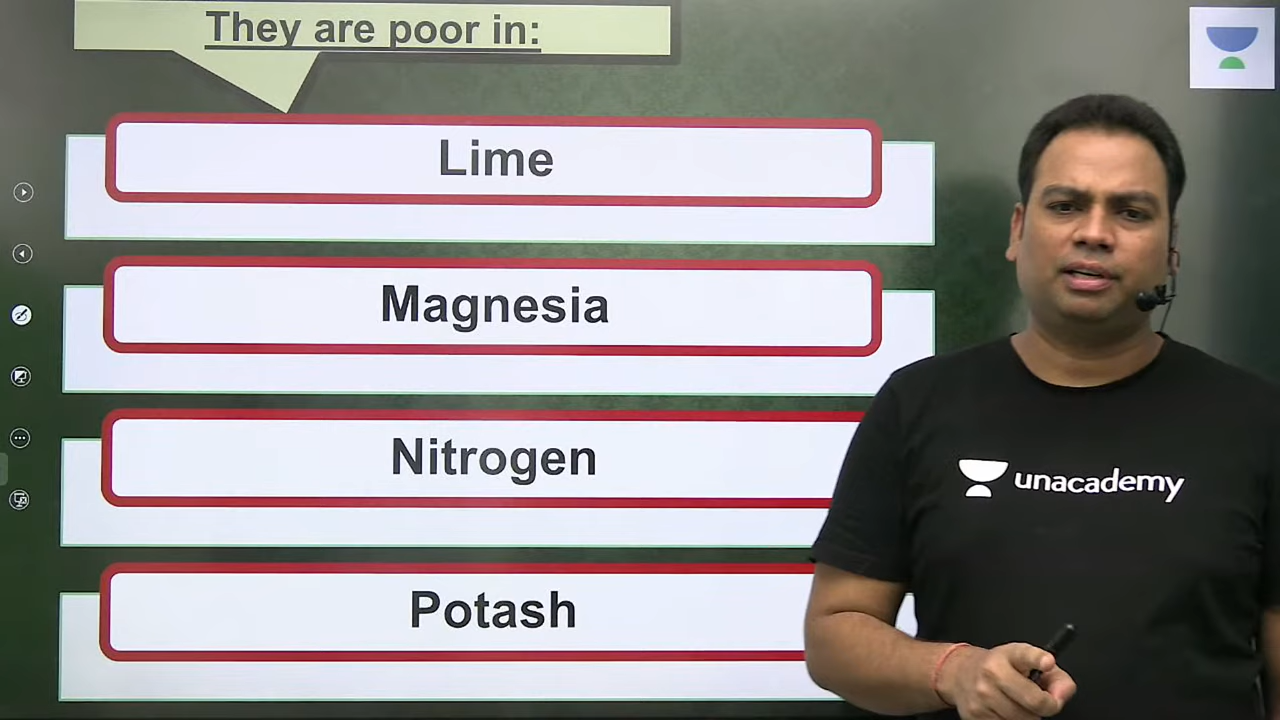 They are poor in:
Lime
Magnesia
Nitrogen
Potash
unacademy